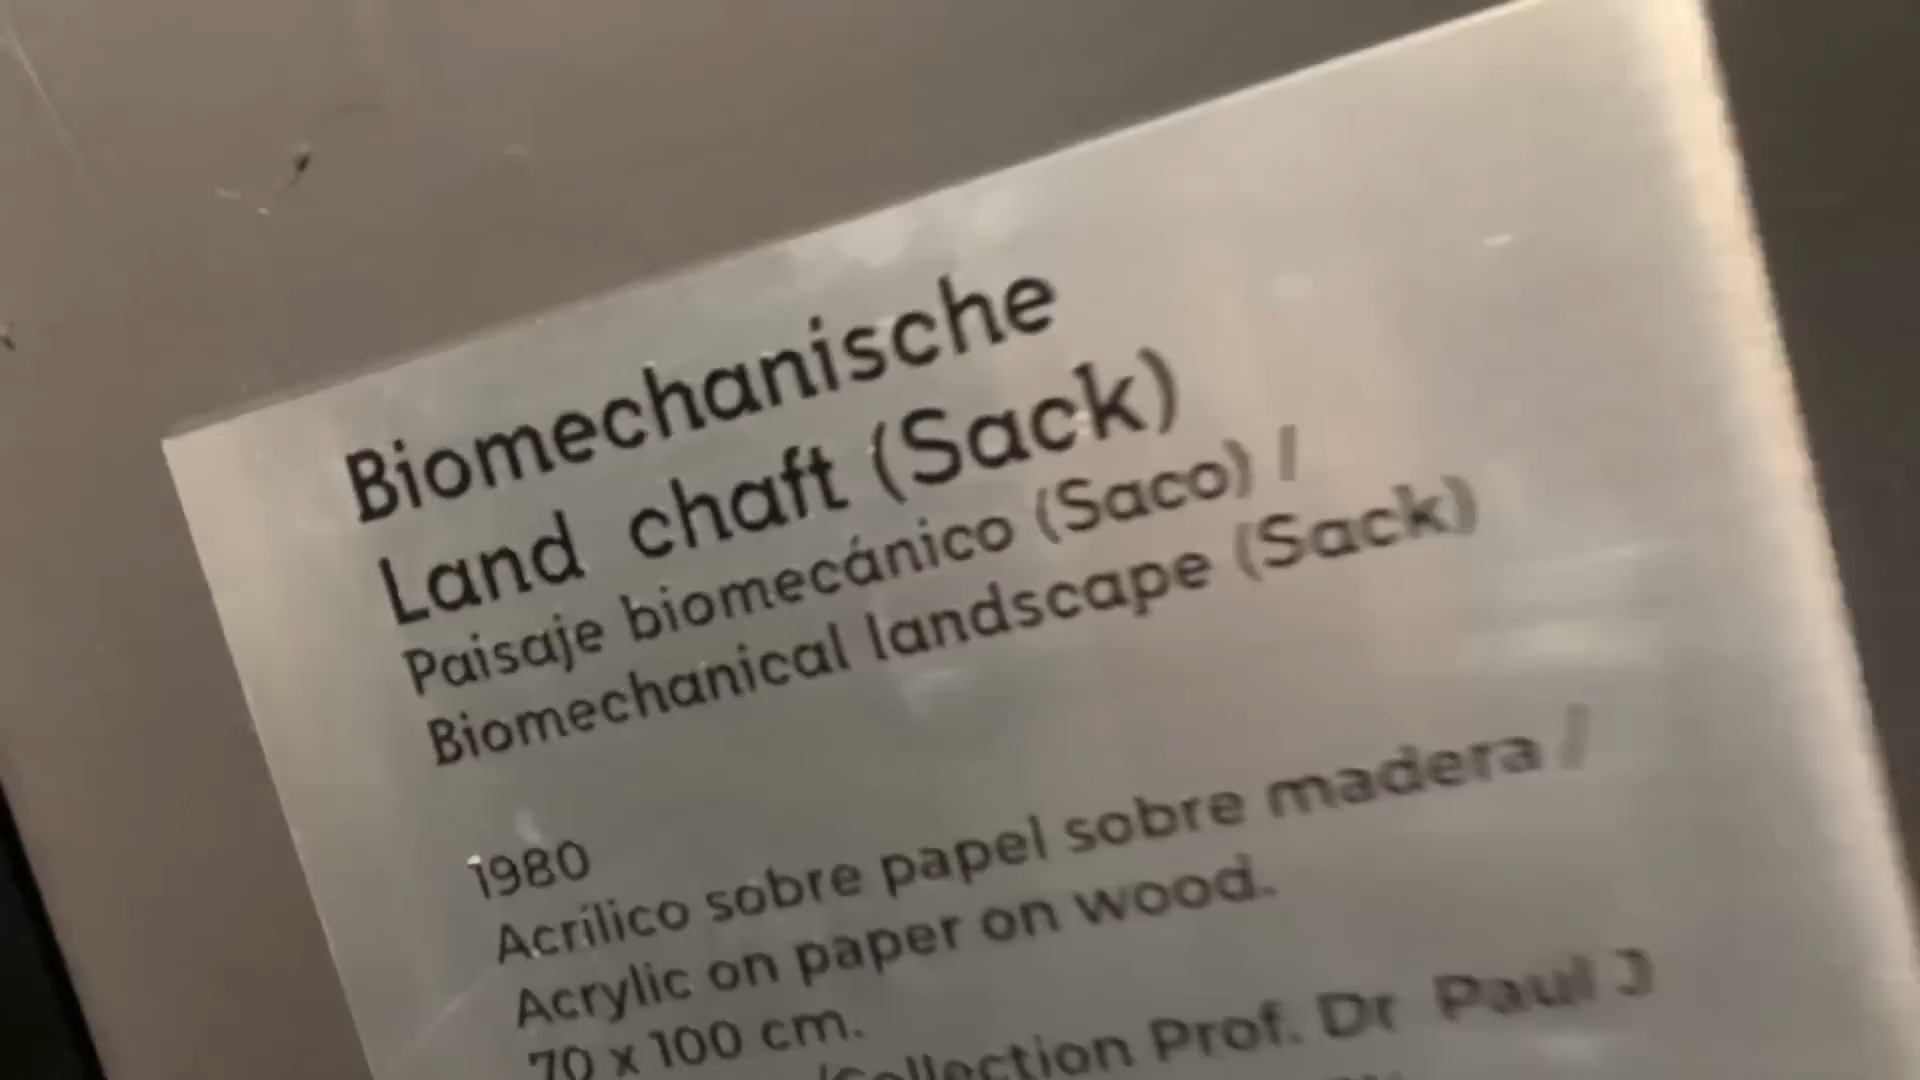 Biomechanische
Land chaft (Sack)
Paisaje biomecánico (Saco) /
Biomechanical landscape (Sack)
1980
Acrílico sobre papel sobre madera /
Acrylic on paper on wood.
70 x 100 cm.
/Collection Prof. Dr Paul J